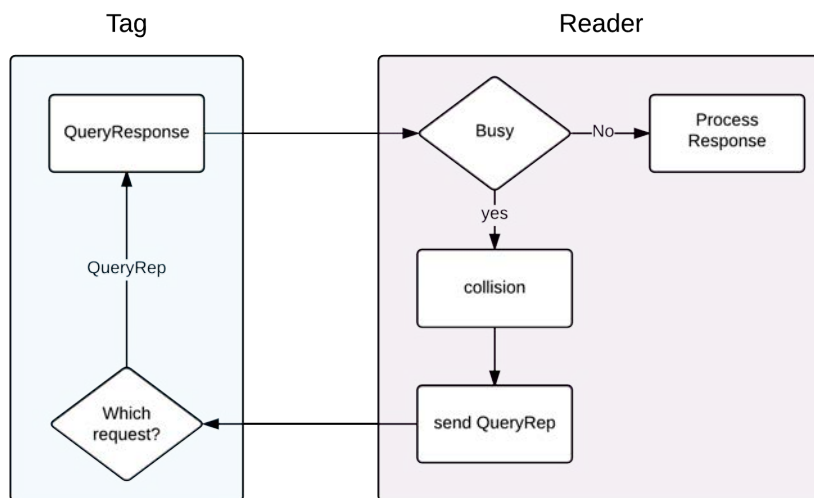 Tag
Reader
QueryResponse
Busy
No
Process
Response
yes
QueryRep
collision
Which
request?
send QueryRep